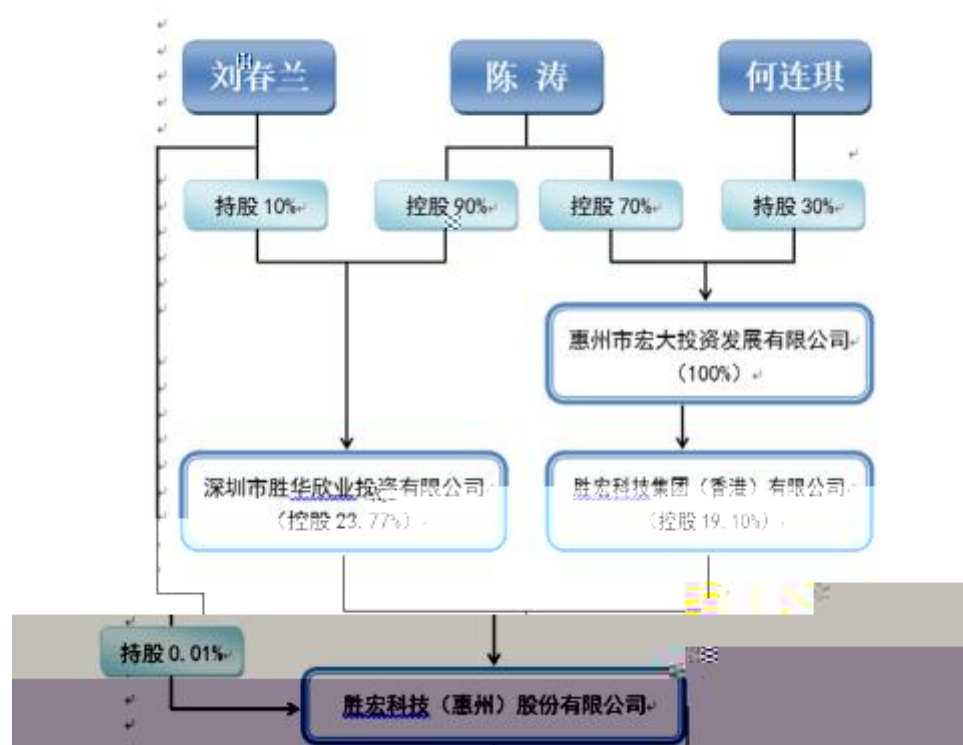 刘春兰
陈 涛
何连琪
持股 10%
控股 90%
控股 70%
持股 30%
惠州市宏大投资发展有限公司
（100%）
深圳市胜华欣业投资有限公司
（控股 23.77%）
胜宏科技集团（香港）有限公司
（控股 19.10%）
持股 0.01%
胜宏科技（惠州）股份有限公司